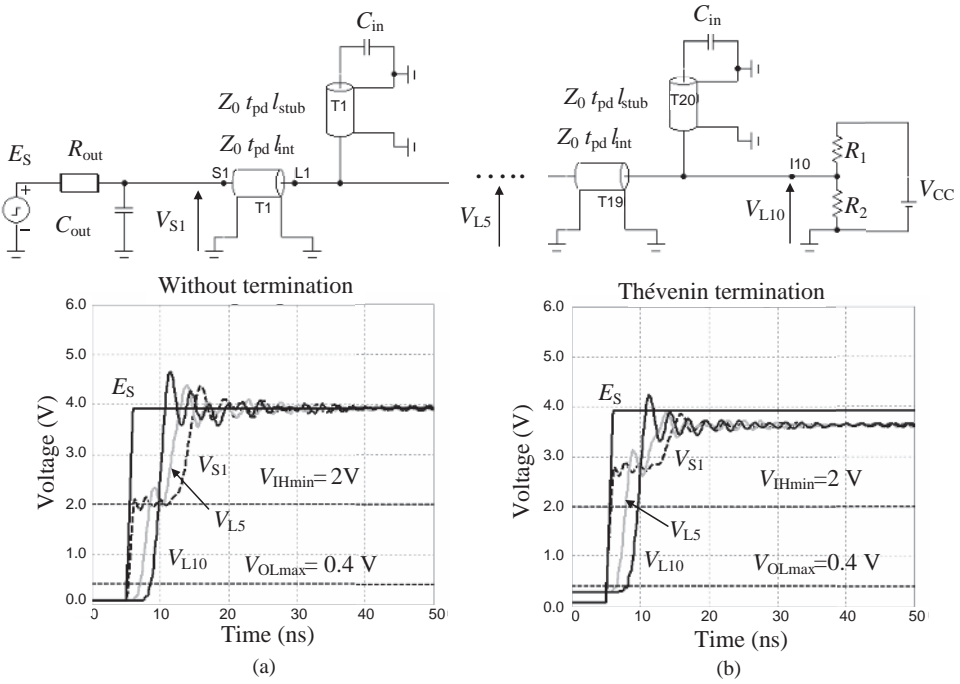 C_in
C_in
T1
T20
Z_0 t_pd l_stub
Z_0 t_pd l_stub
Z_0 t_pd l_int
Z_0 t_pd l_int
E_S
R_out
S1
L1
I10
R_1
+
T1
T19
V_CC
C_out
V_S1
V_L5
V_L10
R_2
−
Without termination
Thévenin termination
6.0
5.0
4.0
3.0
2.0
1.0
0.0
Voltage (V)
E_S
V_S1
V_IHmin= 2V
V_L5
V_L10
V_OLmax= 0.4 V
0
10
20
30
40
50
Time (ns)
(a)
6.0
5.0
4.0
3.0
2.0
1.0
0.0
Voltage (V)
E_S
V_S1
V_IHmin= 2 V
V_L5
V_L10
V_OLmax= 0.4 V
0
10
20
30
40
50
Time (ns)
(b)